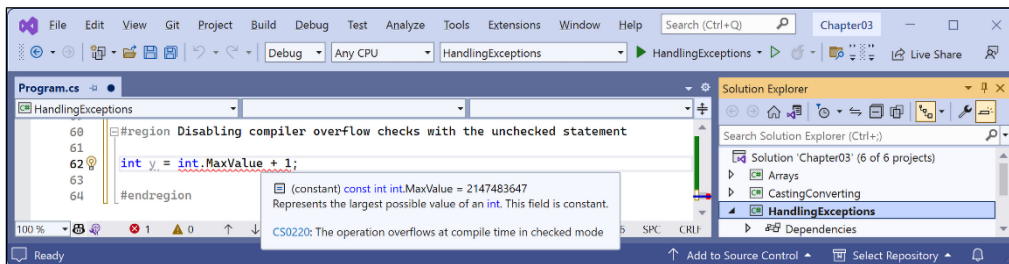 File Edit View Git Project Build Debug Test Analyze Tools Extensions Window Help Search (Ctrl+Q) Chapter03
Debug Any CPU HandlingExceptions HandlingExceptions Live Share
Program.cs
HandlingExceptions
60 #region Disabling compiler overflow checks with the unchecked statement
61
62 int y = int.MaxValue + 1;
63
64 #endregion
(constant) const int int.MaxValue = 2147483647
Represents the largest possible value of an int. This field is constant.
CS0220: The operation overflows at compile time in checked mode
100 % 1 0 SPC CRLF
Solution Explorer
Search Solution Explorer (Ctrl+;)
Solution 'Chapter03' (6 of 6 projects)
C# Arrays
C# CastingConverting
C# HandlingExceptions
Dependencies
Ready Add to Source Control Select Repository